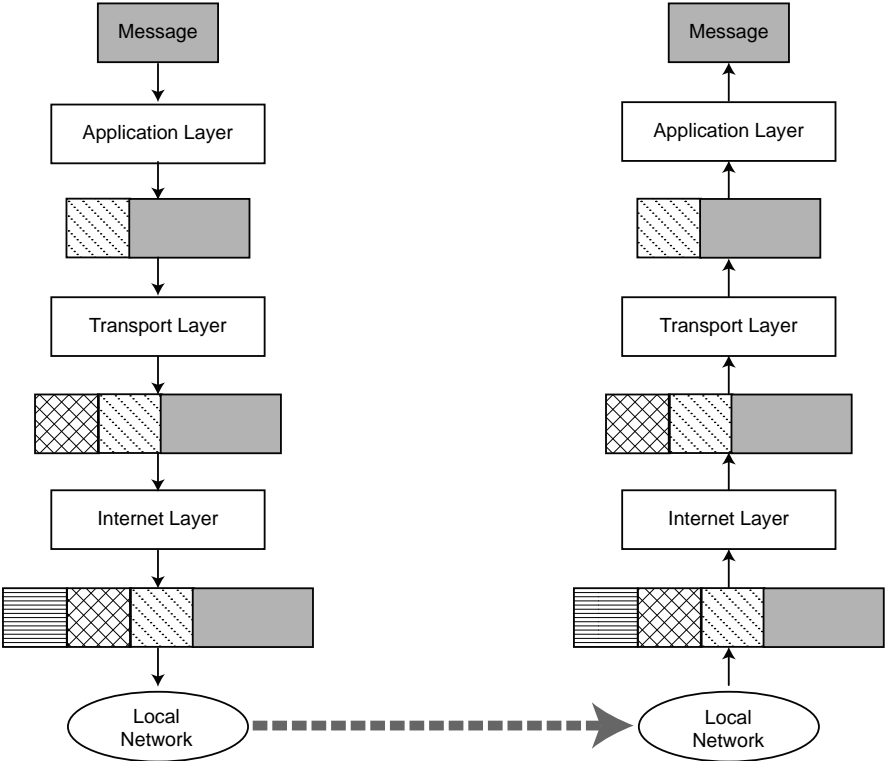 Message
Message
Application Layer
Application Layer
Transport Layer
Transport Layer
Internet Layer
Internet Layer
Local
Network
Local
Network